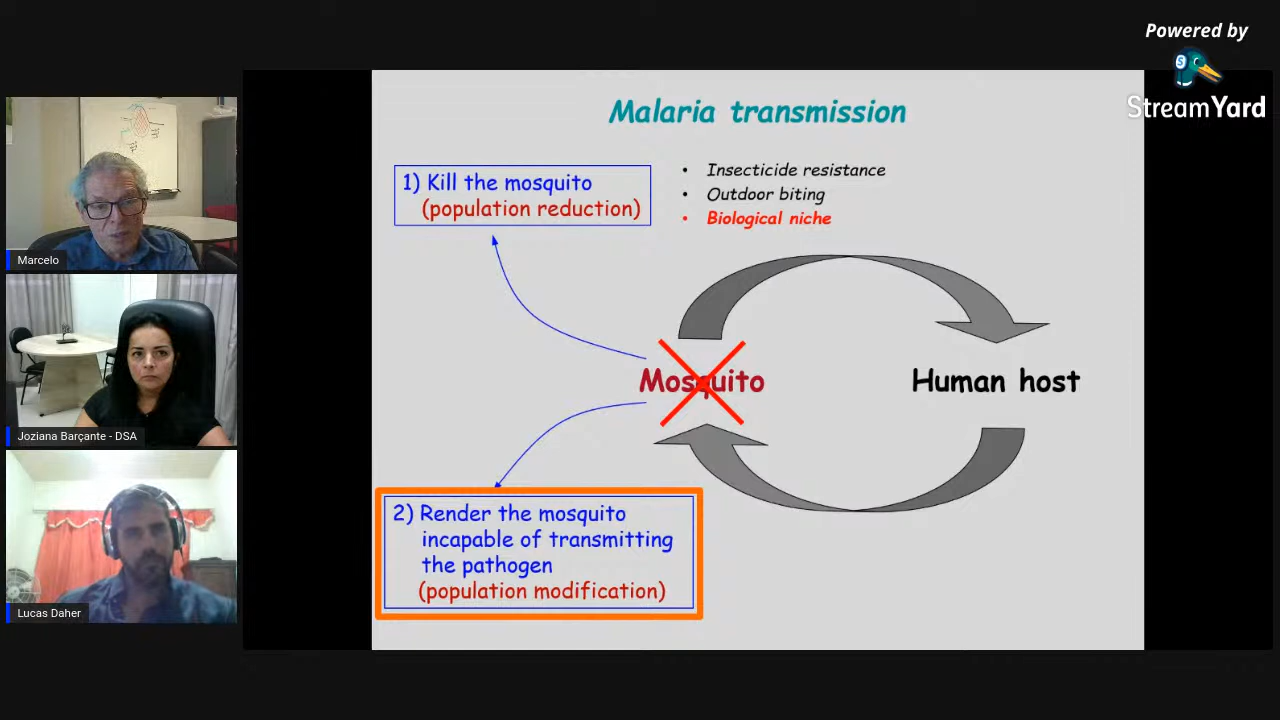 Powered by
StreamYard
Malaria transmission
1) Kill the mosquito
(population reduction)
• Insecticide resistance
• Outdoor biting
• Biological niche
Mosquito
Human host
2) Render the mosquito
incapable of transmitting
the pathogen
(population modification)
Marcelo
Joziana Barçante - DSA
Lucas Daher